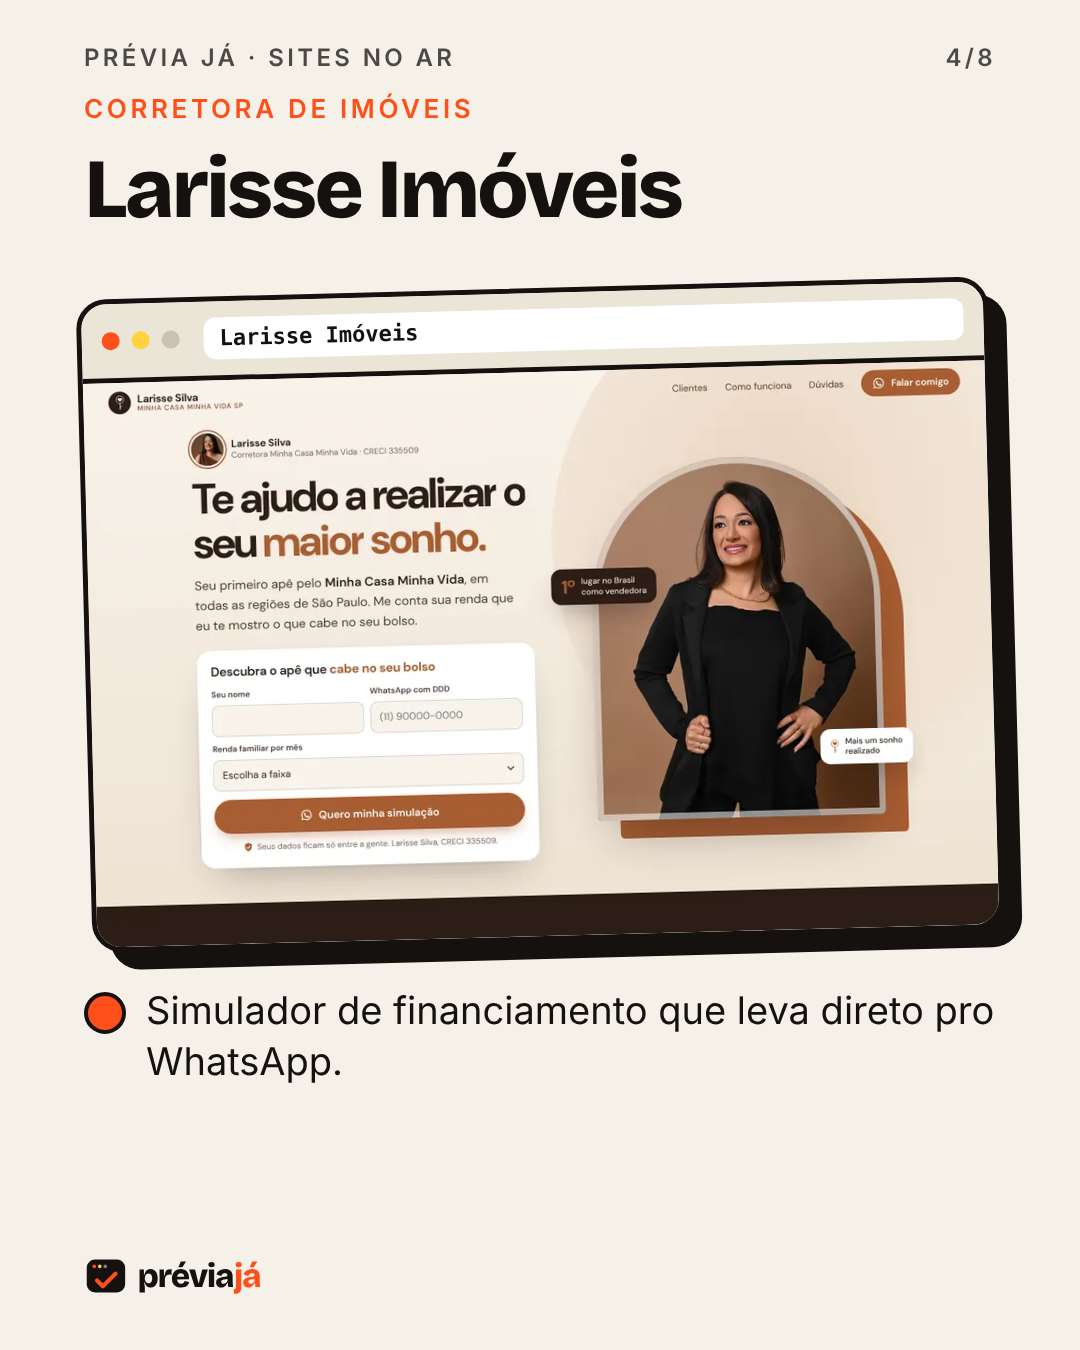 PRÉVIA JÁ · SITES NO AR
4/8
CORRETORA DE IMÓVEIS
Larisse Imóveis
Larisse Imóveis
Larisse Silva
MINHA CASA MINHA VIDA SP
Clientes
Como funciona
Dúvidas
Falar comigo
Larisse Silva
Corretora Minha Casa Minha Vida · CRECI 335509
Te ajudo a realizar o
seu maior sonho.
Seu primeiro apê pelo Minha Casa Minha Vida, em
todas as regiões de São Paulo. Me conta sua renda que
eu te mostro o que cabe no seu bolso.
1º
lugar no Brasil
como vendedora
Descubra o apê que cabe no seu bolso
Seu nome
WhatsApp com DDD
(11) 90000-0000
Renda familiar por mês
Escolha a faixa
Quero minha simulação
Seus dados ficam só entre a gente. Larisse Silva, CRECI 335509.
Mais um sonho
realizado
Simulador de financiamento que leva direto pro
WhatsApp.
préviajá